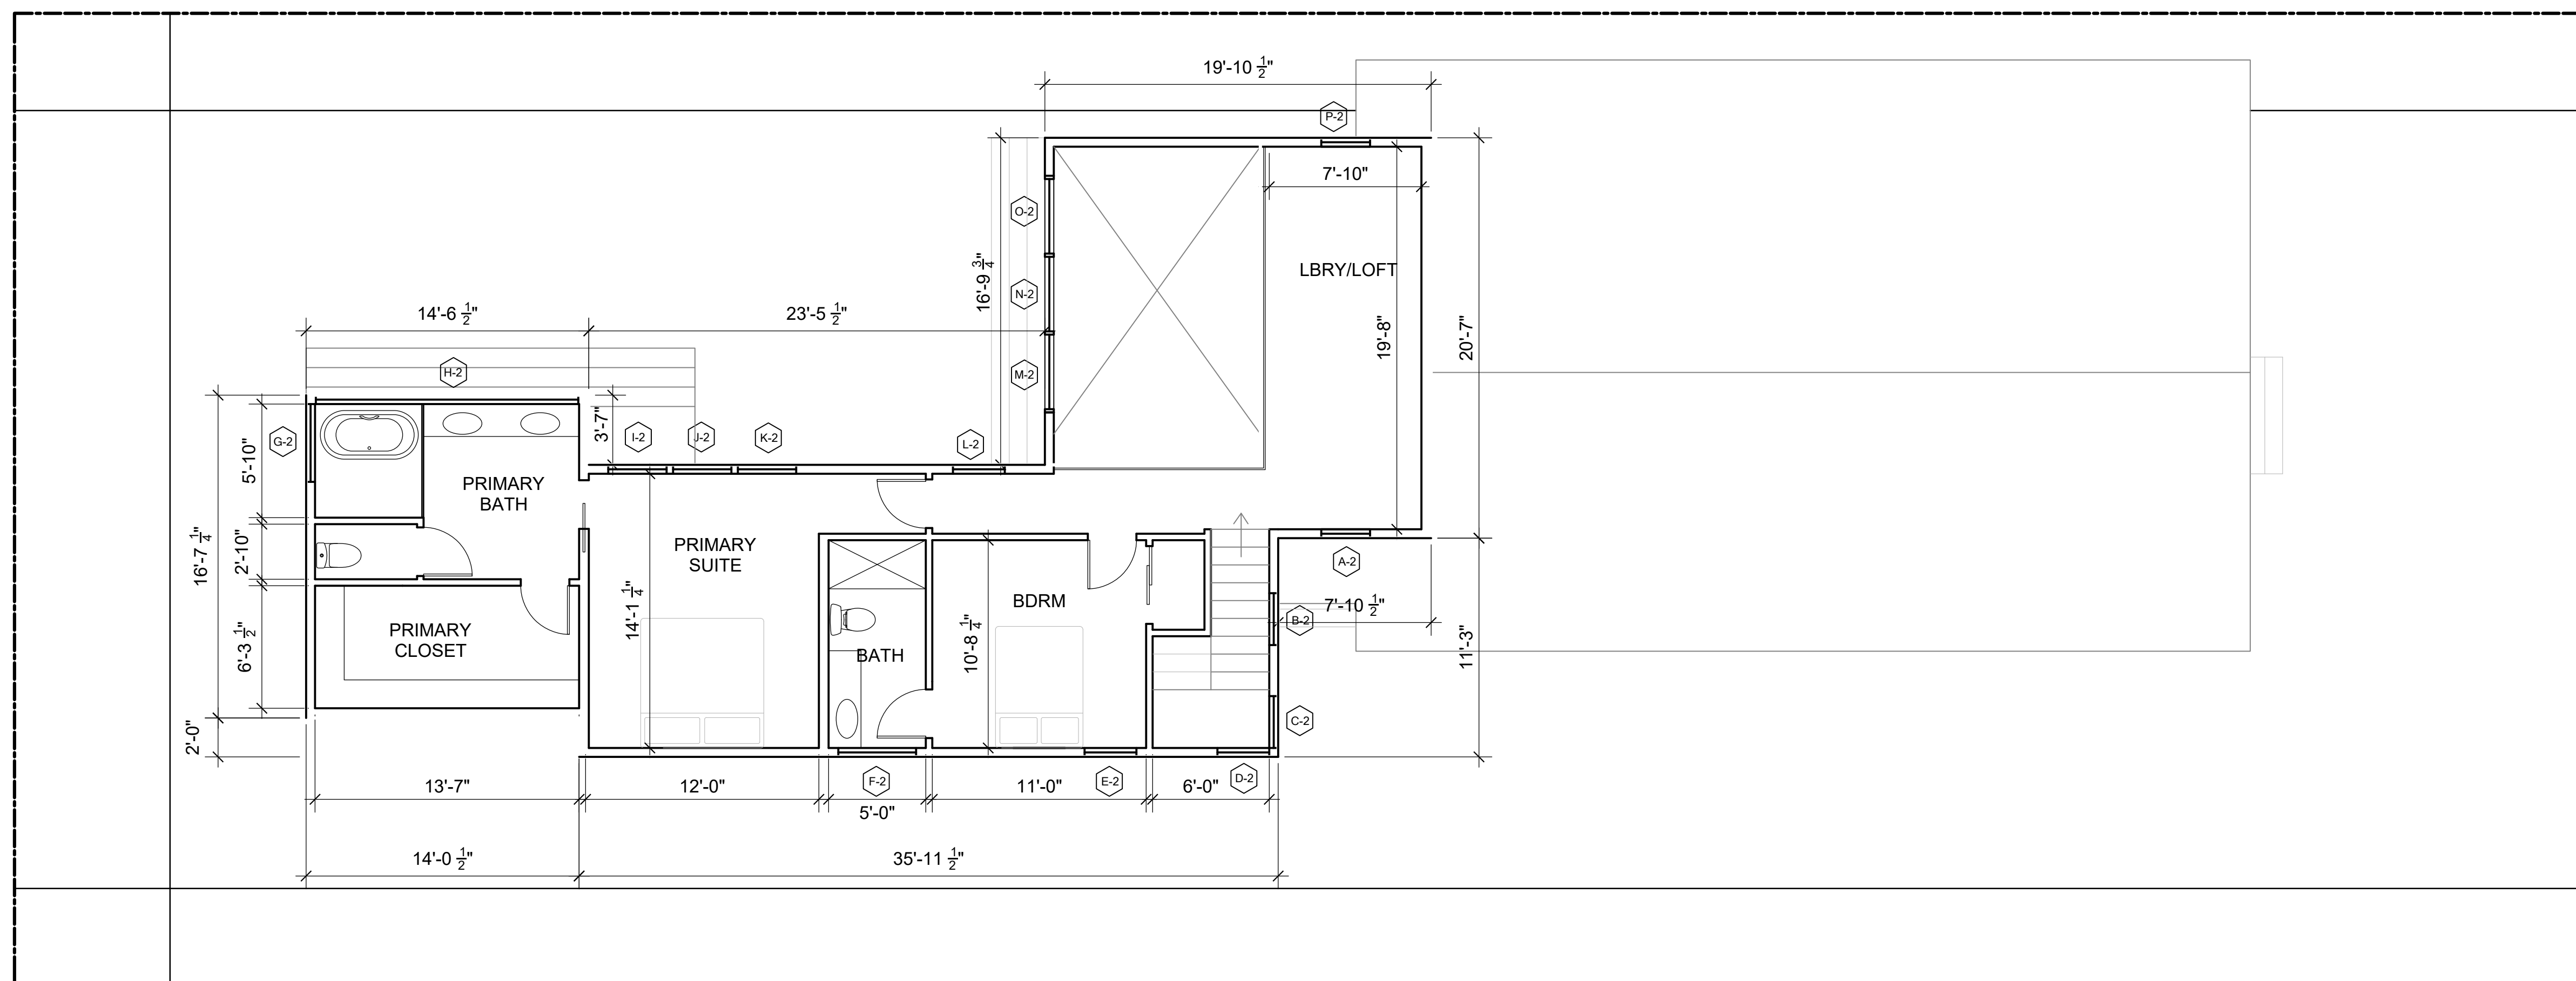 19'-10 1/2"
P-2
7'-10"
O-2
LBRY/LOFT
16'-9 3/4"
N-2
14'-6 1/2"
23'-5 1/2"
19'-8"
20'-7"
H-2
M-2
3'-7"
G-2
I-2
J-2
K-2
L-2
5'-10"
PRIMARY
BATH
16'-7 1/4"
2'-10"
PRIMARY
SUITE
A-2
14'-1 1/4"
BDRM
7'-10 1/2"
B-2
6'-3 1/2"
PRIMARY
CLOSET
BATH
10'-8 1/4"
11'-3"
C-2
2'-0"
13'-7"
12'-0"
F-2
5'-0"
11'-0"
E-2
6'-0"
D-2
14'-0 1/2"
35'-11 1/2"